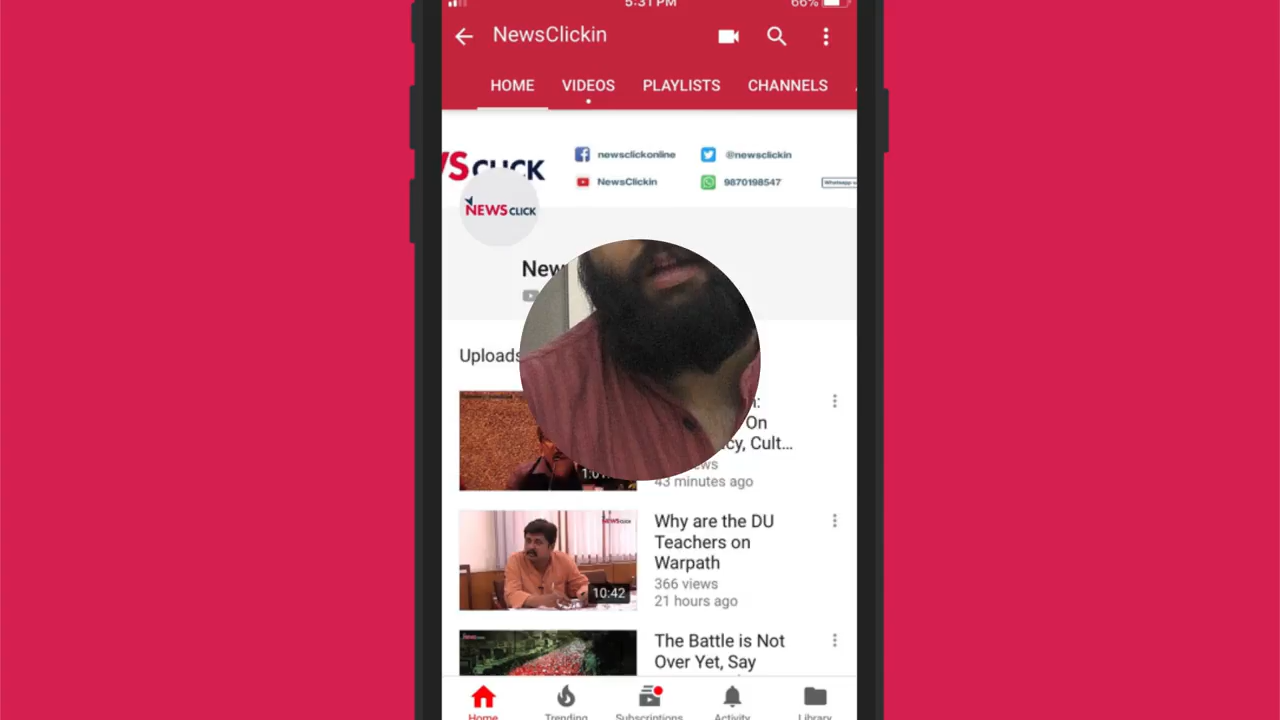 5:31 PM
66%
NewsClickin
HOME VIDEOS PLAYLISTS CHANNELS
CLICK
newsclickonline @newsclickin
NewsClickin 9870198547
NEWSCLICK
New
Uploads
On
Cult...
43 minutes ago
Why are the DU
Teachers on
Warpath
366 views
21 hours ago
10:42
The Battle is Not
Over Yet, Say
Home Trending Subscriptions Activity Library